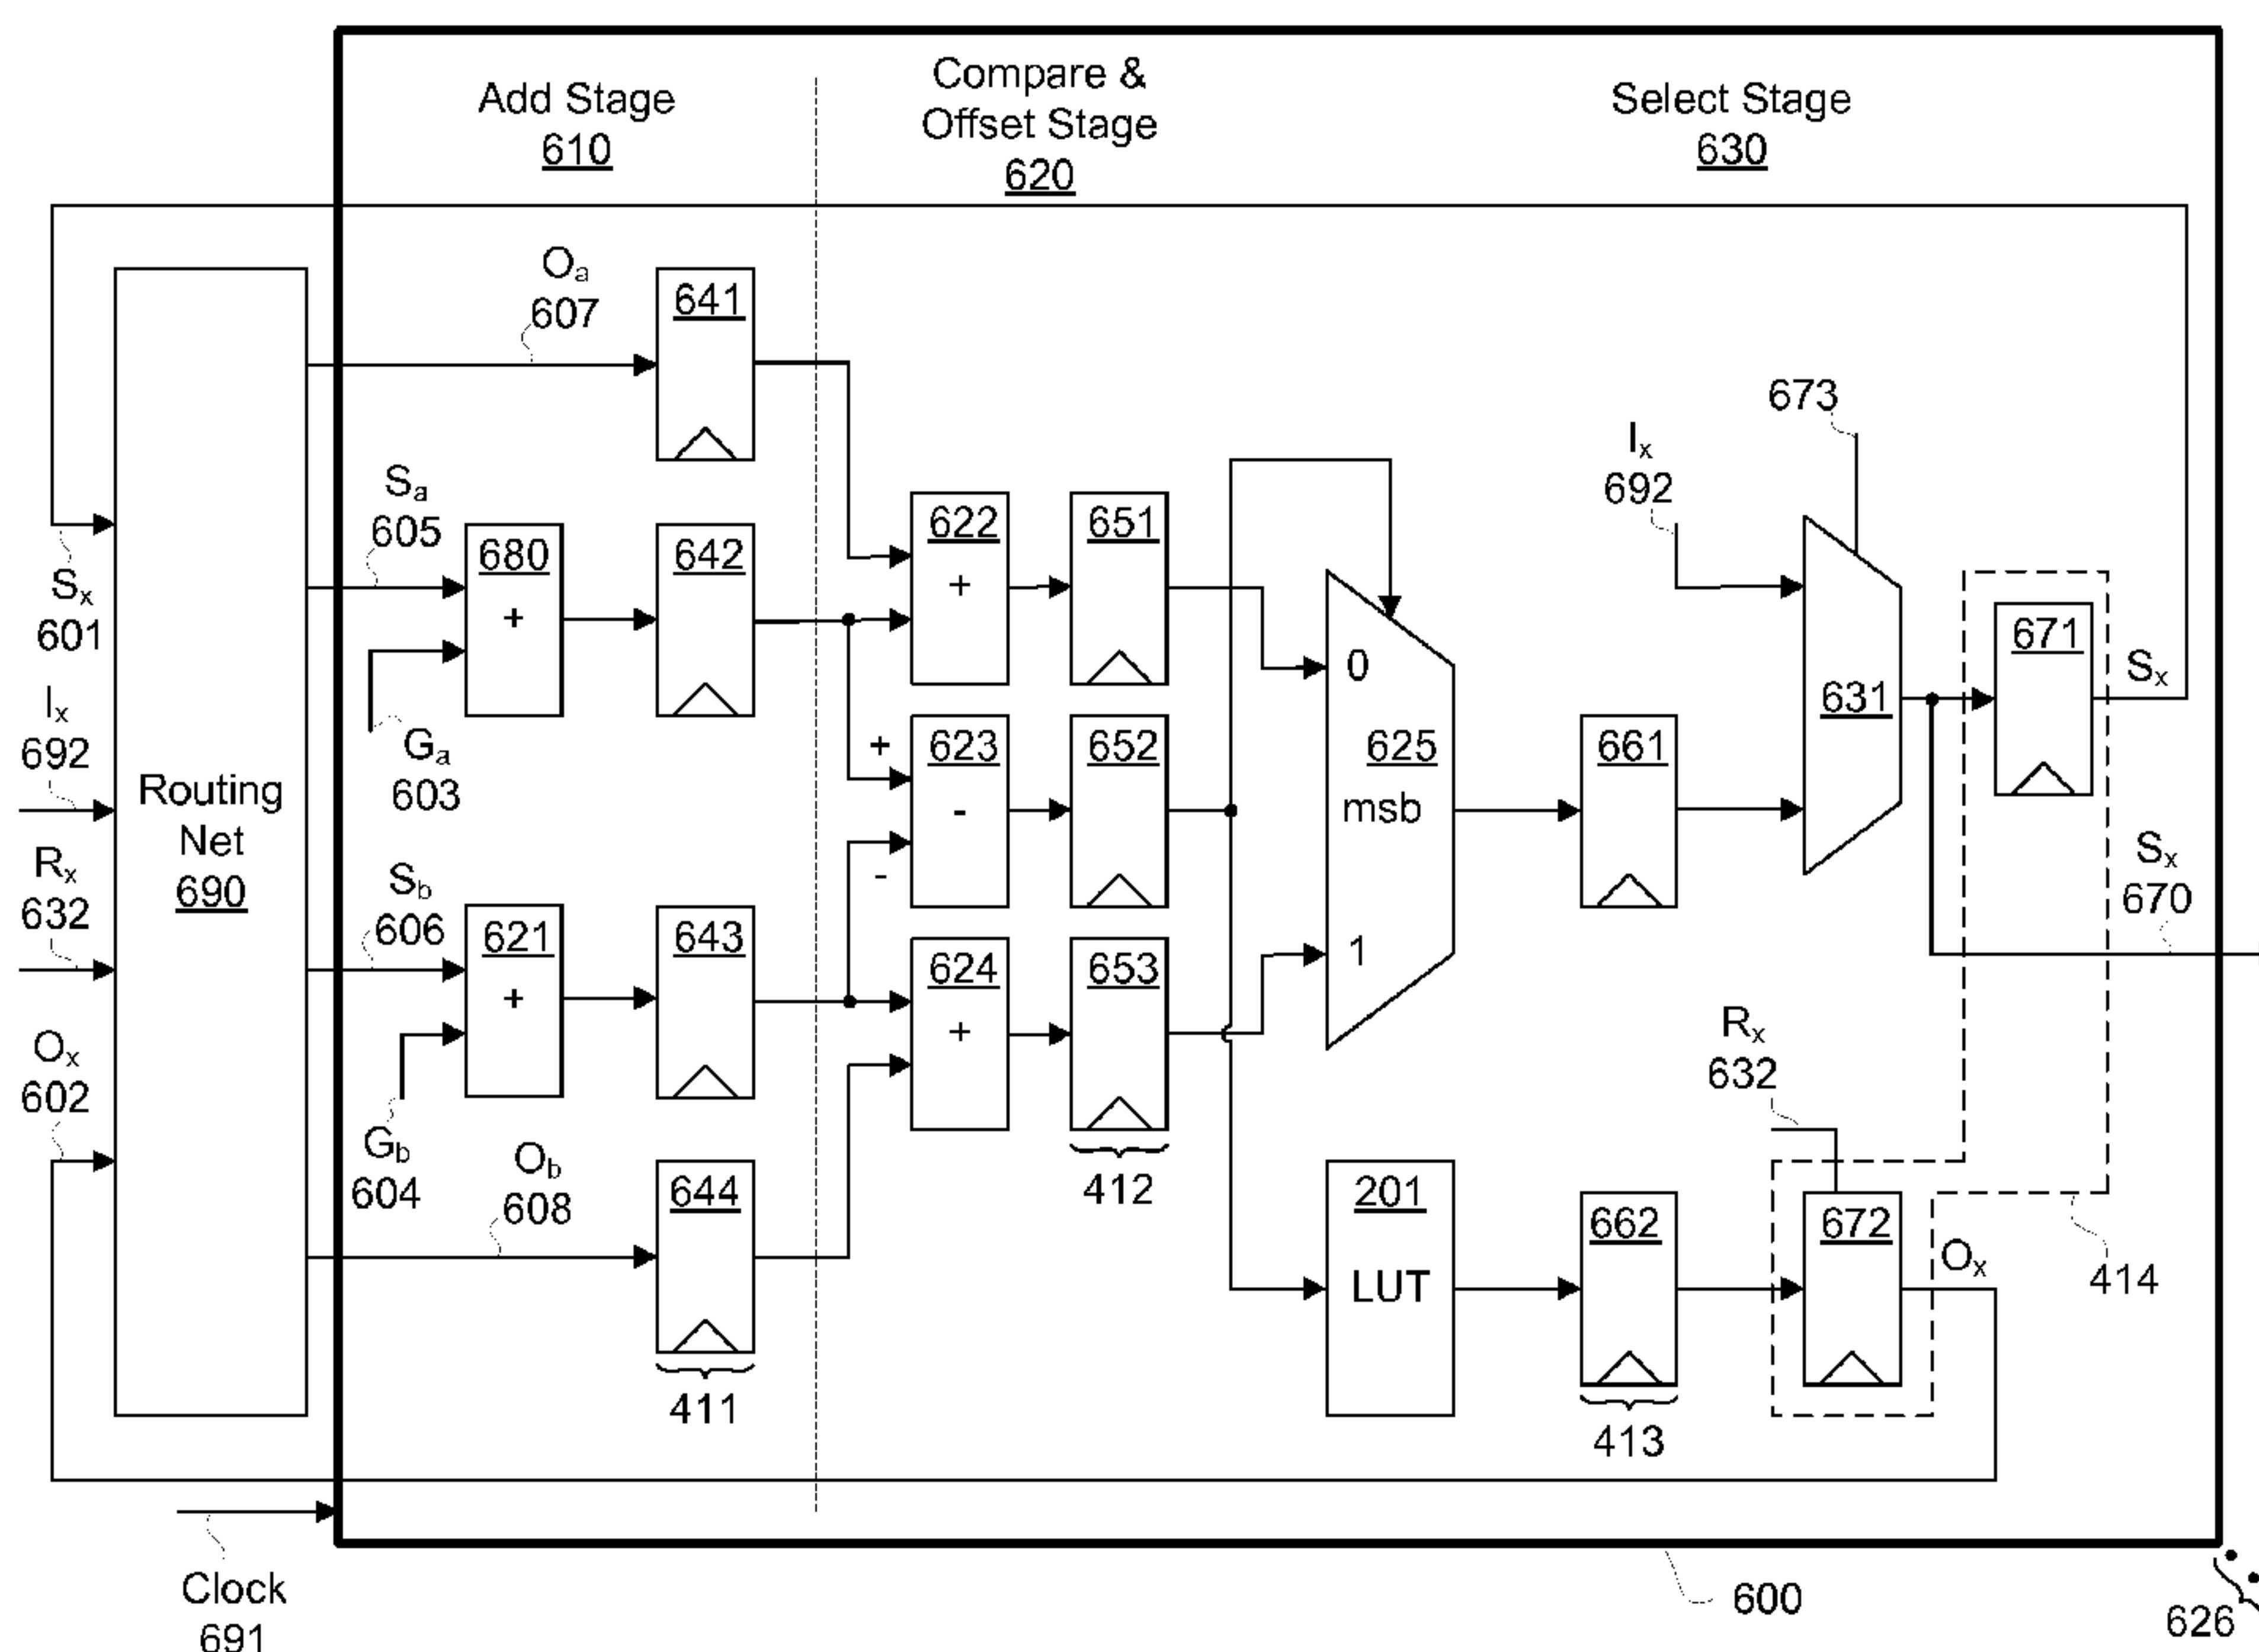 Add Stage
610
Compare &
Offset Stage
620
Select Stage
630
Oa
607
641
Sa
605
680
+
642
622
+
651
Ix
692
673
Sx
601
Ga
603
0
625
msb
1
631
671
Sx
661
Ix
692
Routing
Net
690
+
623
-
-
652
Rx
632
Sb
606
621
+
643
624
+
653
Sx
670
Ox
602
Gb
604
Ob
608
644
411
412
Rx
632
201
LUT
662
413
672
Ox
414
Clock
691
600
626